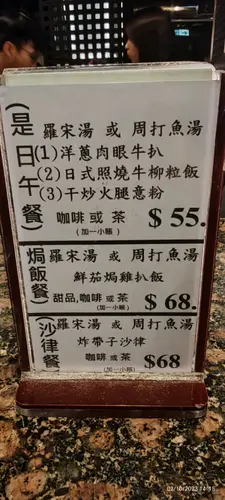 (是日午餐)
羅宋湯 或 周打魚湯
(1)洋蔥肉眼牛扒
(2)日式照燒牛柳粒飯
(3)干炒火腿意粉
咖啡或茶 $55.
(加一小賬)
(焗飯餐)
羅宋湯 或 周打魚湯
鮮茄焗雞扒飯
甜品,咖啡或茶 $68.
(加一小賬)
(沙律餐)
羅宋湯 或 周打魚湯
炸帶子沙律
咖啡或茶 $68
(加一小賬)